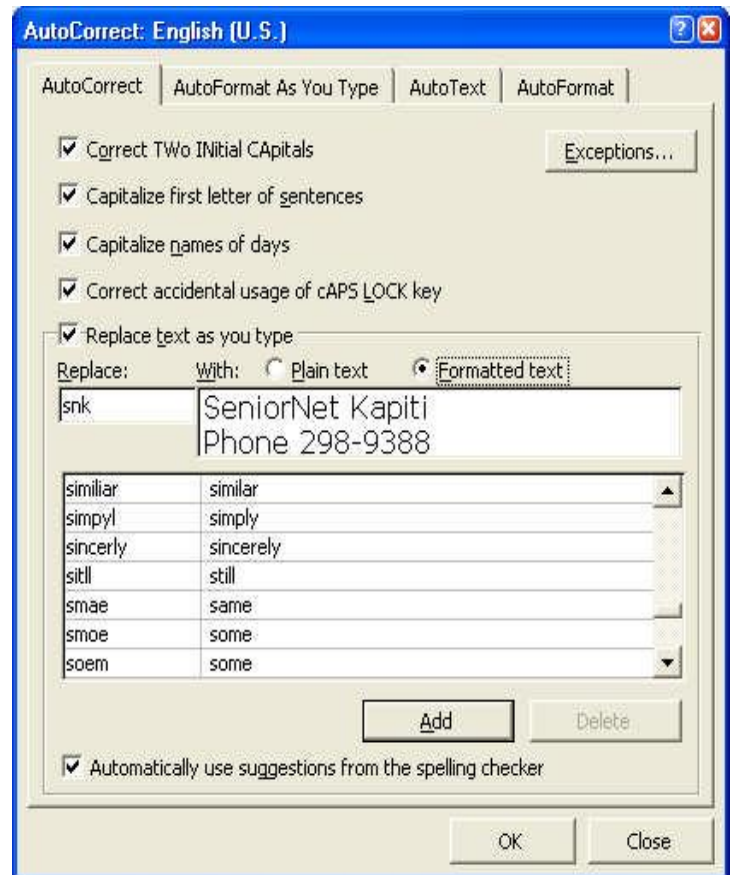 AutoCorrect: English (U.S.)
AutoCorrect AutoFormat As You Type AutoText AutoFormat
Correct TWo INitial CApitals Exceptions...
Capitalize first letter of sentences
Capitalize names of days
Correct accidental usage of cAPS LOCK key
Replace text as you type
Replace: With: Plain text Formatted text
snk SeniorNet Kapiti
Phone 298-9388
similiar similar
simpyl simply
sincerly sincerely
sitll still
smae same
smoe some
soem some
Add Delete
Automatically use suggestions from the spelling checker
OK Close